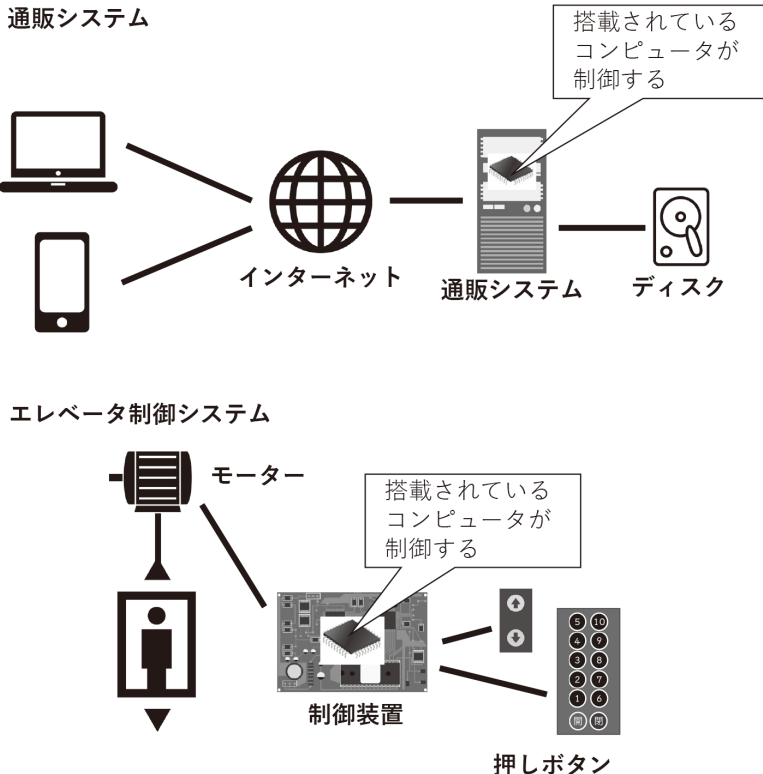 通販システム
搭載されている
コンピュータが
制御する
インターネット
通販システム
ディスク
エレベータ制御システム
モーター
搭載されている
コンピュータが
制御する
制御装置
5 10
4 9
3 8
2 7
1 6
開 閉
押しボタン